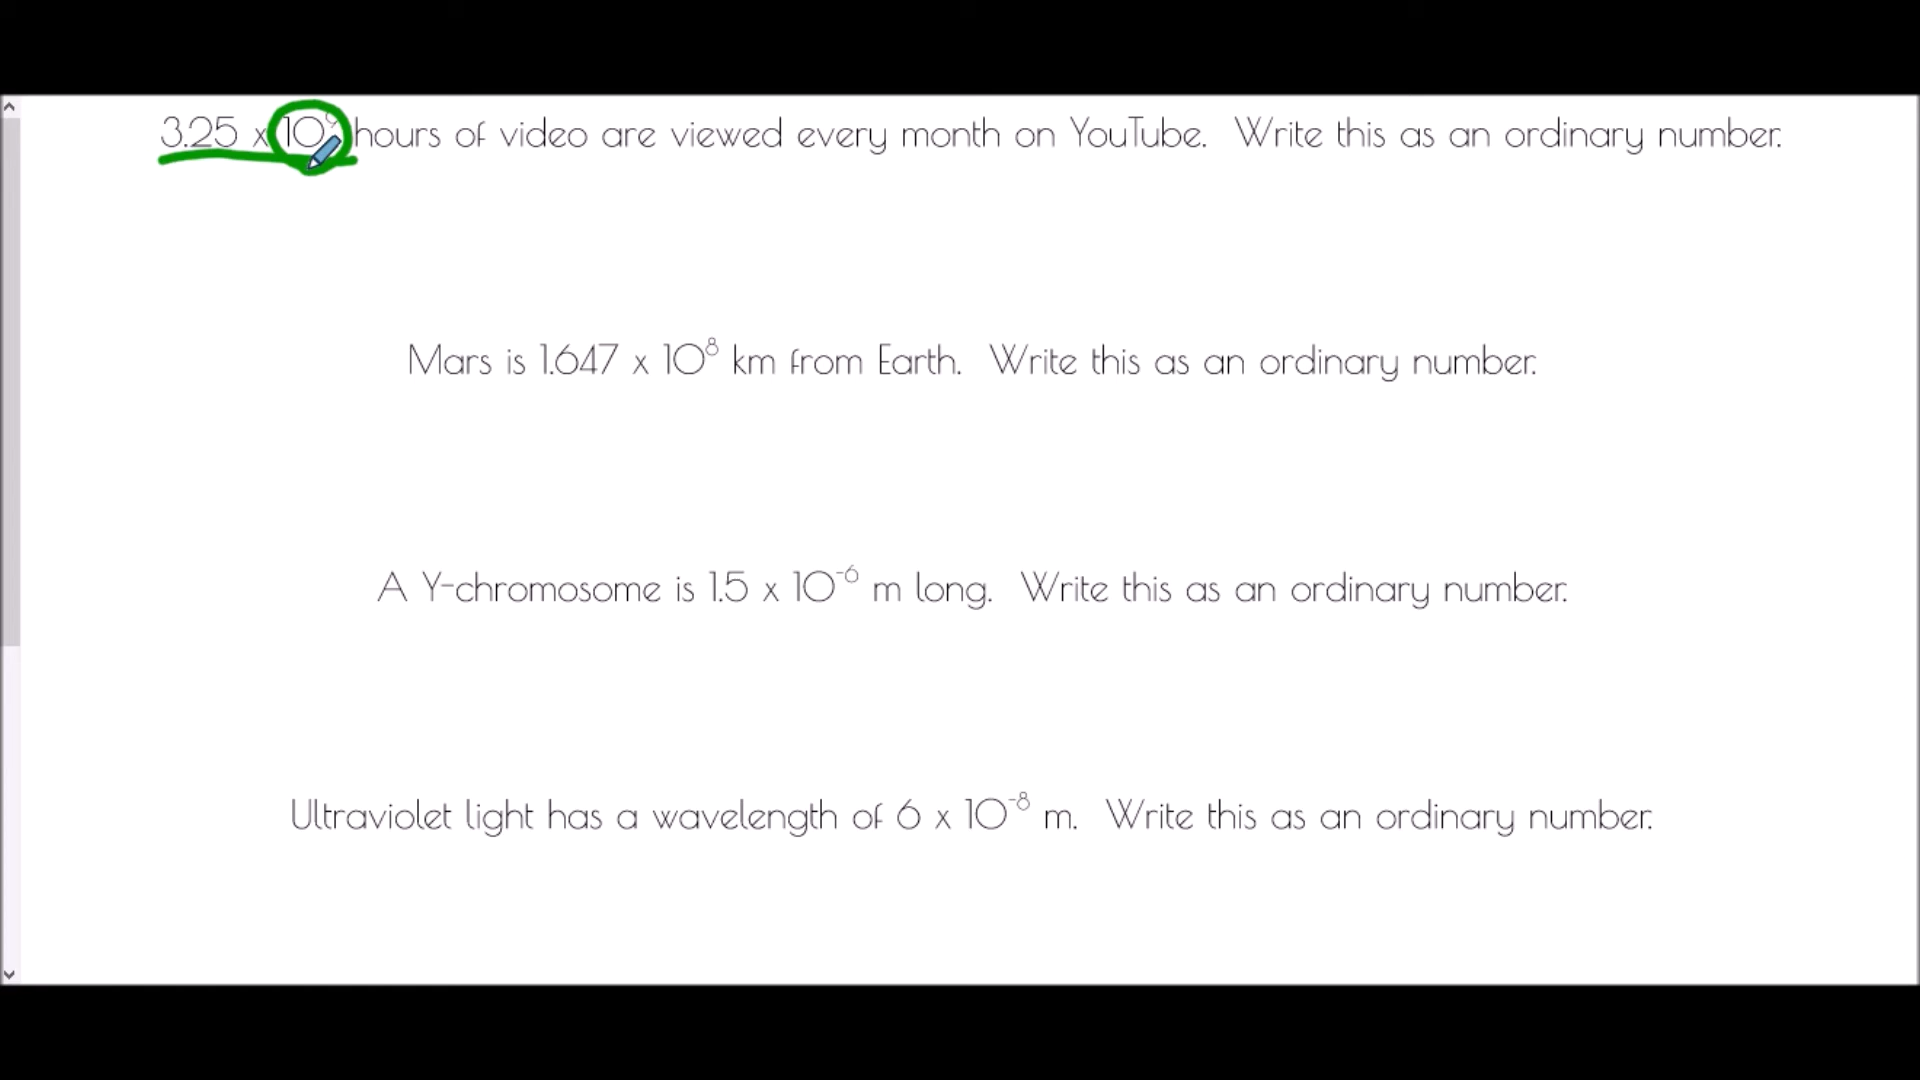 3.25 x 10⁹ hours of video are viewed every month on YouTube. Write this as an ordinary number.
Mars is 1.647 x 10⁸ km from Earth. Write this as an ordinary number.
A Y-chromosome is 1.5 x 10⁻⁶ m long. Write this as an ordinary number.
Ultraviolet light has a wavelength of 6 x 10⁻⁸ m. Write this as an ordinary number.